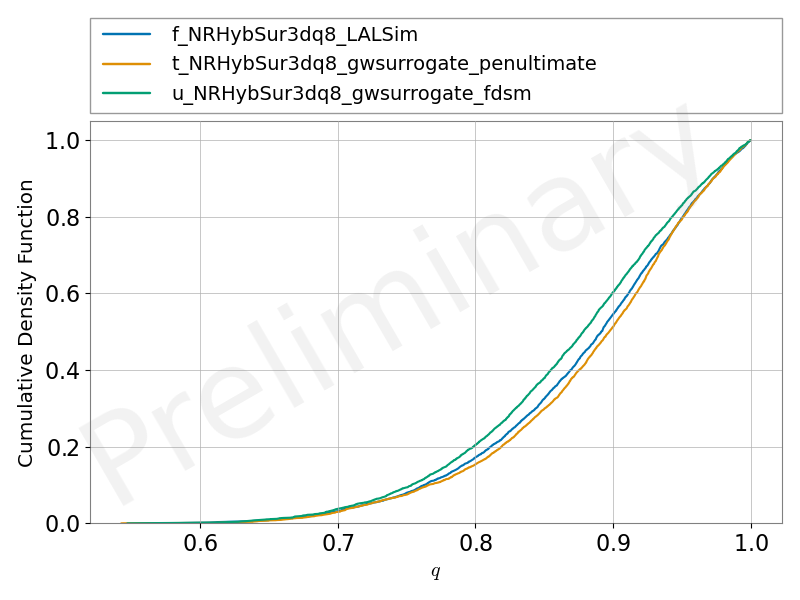 f_NRHybSur3dq8_LALSim
t_NRHybSur3dq8_gwsurrogate_penultimate
u_NRHybSur3dq8_gwsurrogate_fdsm
Preliminary
Cumulative Density Function
1.0
0.8
0.6
0.4
0.2
0.0
0.6 0.7 0.8 0.9 1.0
q